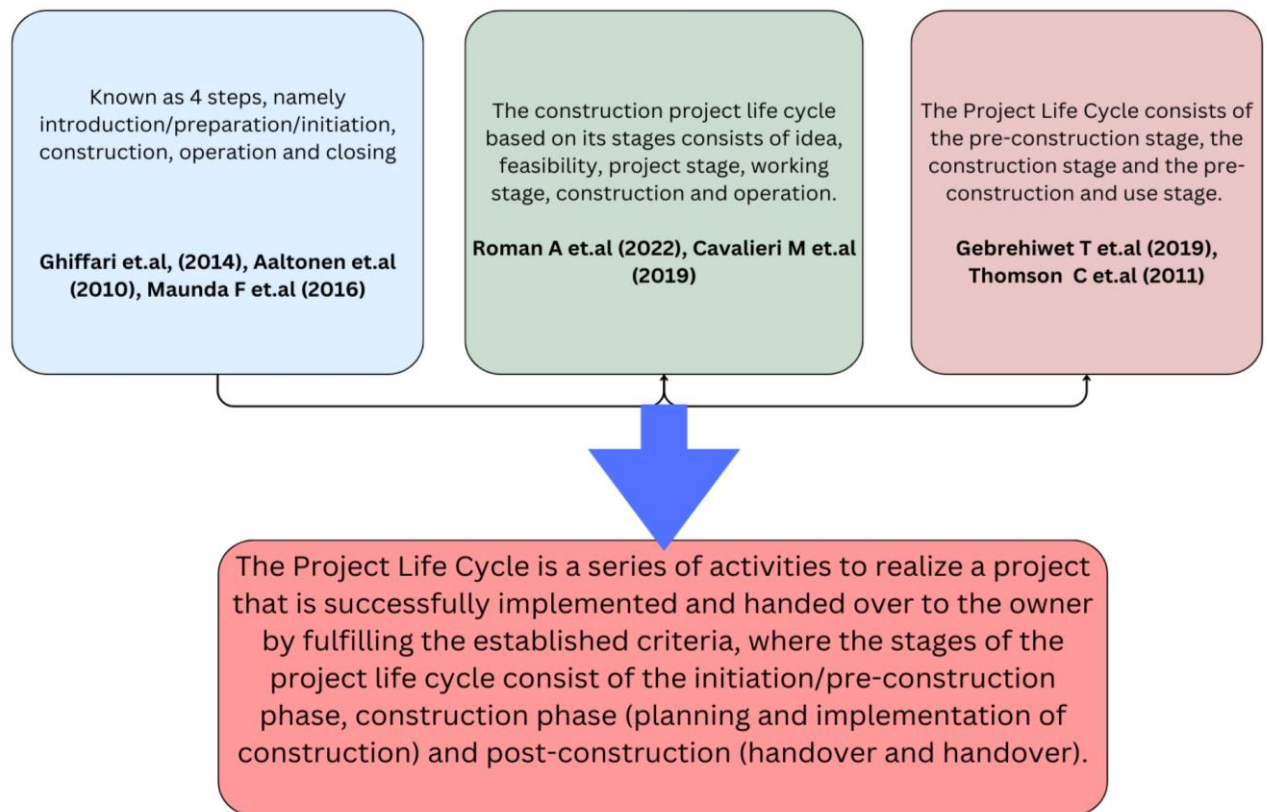 Known as 4 steps, namely
introduction/preparation/initiation,
construction, operation and closing
Ghiffari et.al, (2014), Aaltonen et.al
(2010), Maunda F et.al (2016)
The construction project life cycle
based on its stages consists of idea,
feasibility, project stage, working
stage, construction and operation.
Roman A et.al (2022), Cavalieri M et.al
(2019)
The Project Life Cycle consists of
the pre-construction stage, the
construction stage and the pre-
construction and use stage.
Gebrehiwet T et.al (2019),
Thomson  C et.al (2011)
The Project Life Cycle is a series of activities to realize a project
that is successfully implemented and handed over to the owner
by fulfilling the established criteria, where the stages of the
project life cycle consist of the initiation/pre-construction
phase, construction phase (planning and implementation of
construction) and post-construction (handover and handover).